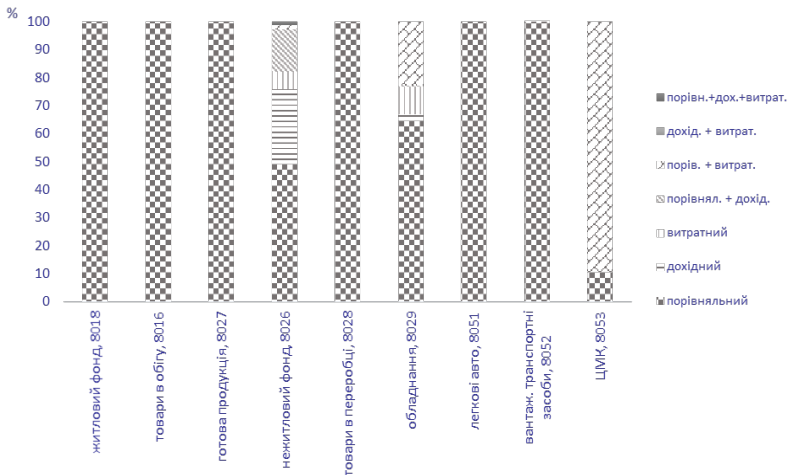 %
100
90
80
70
60
50
40
30
20
10
0
житловий фонд, 8018
товари в обігу, 8016
готова продукція, 8027
нежитловий фонд, 8026
товари в переробці, 8028
обладнання, 8029
легкові авто, 8051
вантаж. транспортні
засоби, 8052
ЦМК, 8053
порівн.+дох.+витрат.
дохід. + витрат.
порів. + витрат.
порівнял. + дохід.
витратний
дохідний
порівняльний